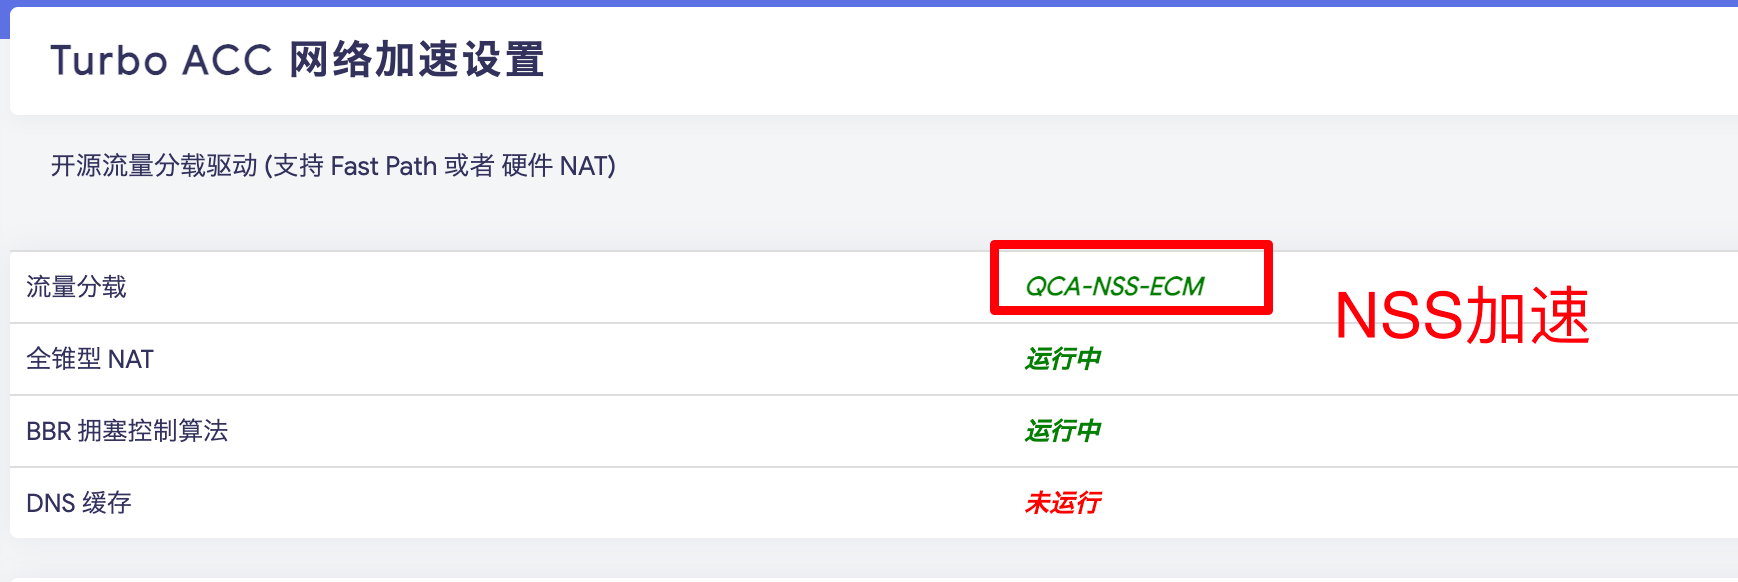 Turbo ACC 网络加速设置
开源流量分载驱动 (支持 Fast Path 或者 硬件 NAT)
流量分载 QCA-NSS-ECM
NSS加速
全锥型 NAT 运行中
BBR 拥塞控制算法 运行中
DNS 缓存 未运行